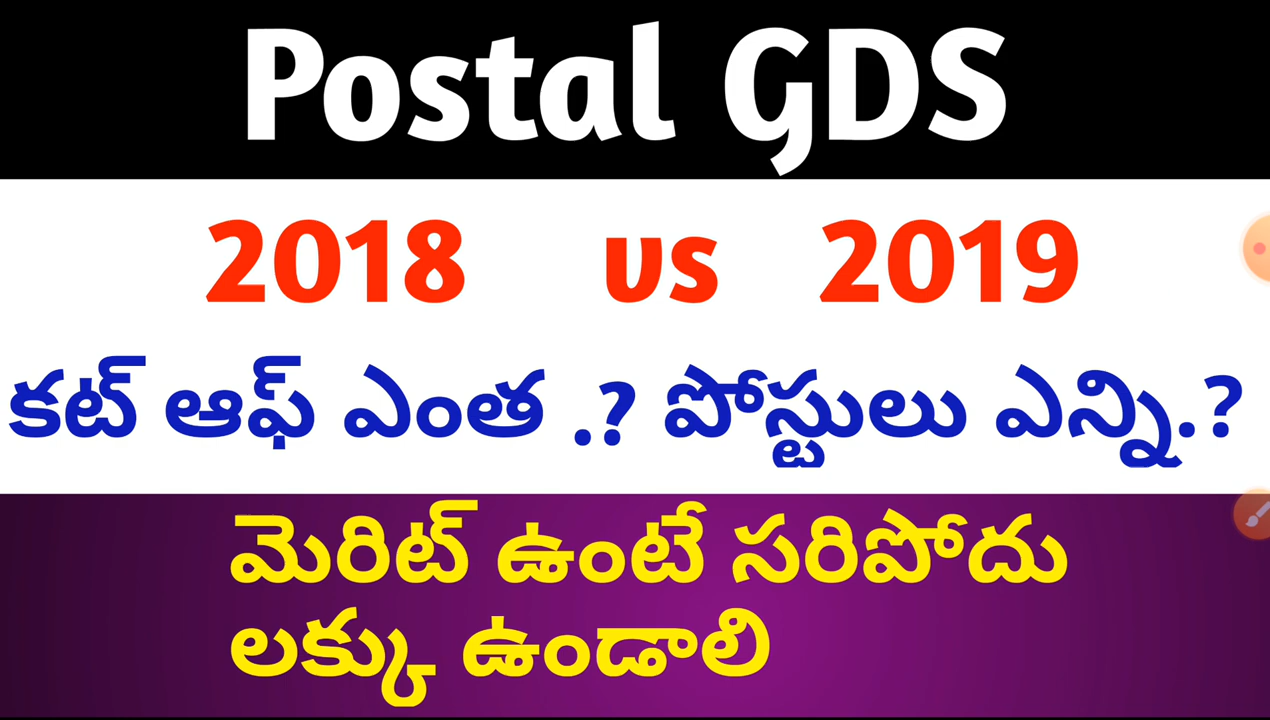 Postal GDS
2018 vs 2019
కట్ ఆఫ్ ఎంత .? పోస్టులు ఎన్ని.?
మెరిట్ ఉంటే సరిపోదు
లక్కు ఉండాలి